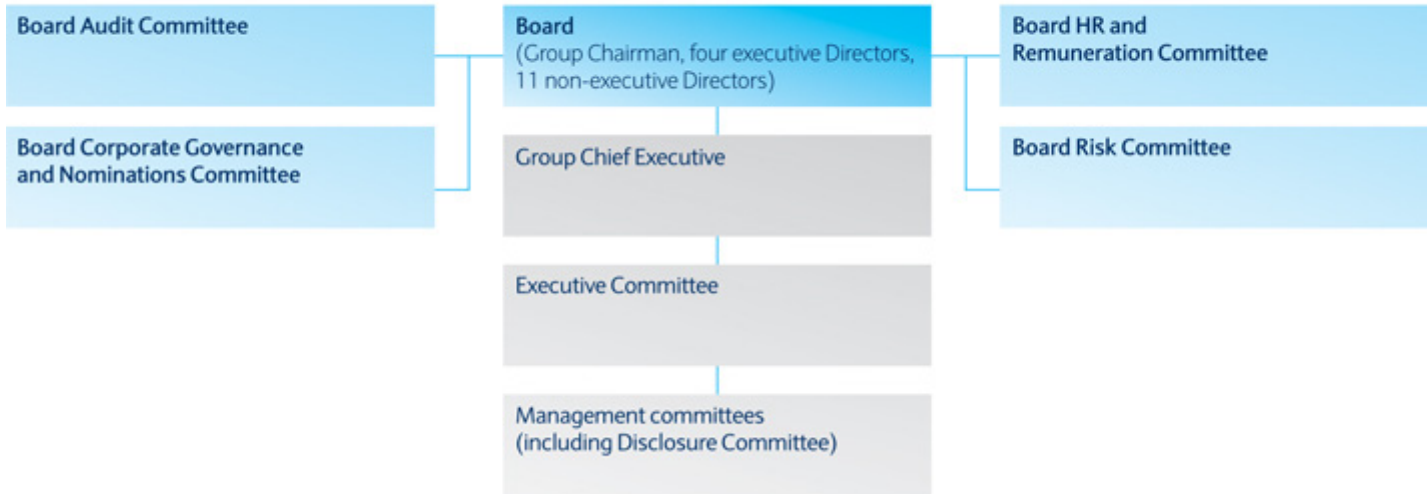 Board Audit Committee
Board Corporate Governance
and Nominations Committee
Board
(Group Chairman, four executive Directors,
11 non-executive Directors)
Group Chief Executive
Executive Committee
Management committees
(including Disclosure Committee)
Board HR and
Remuneration Committee
Board Risk Committee